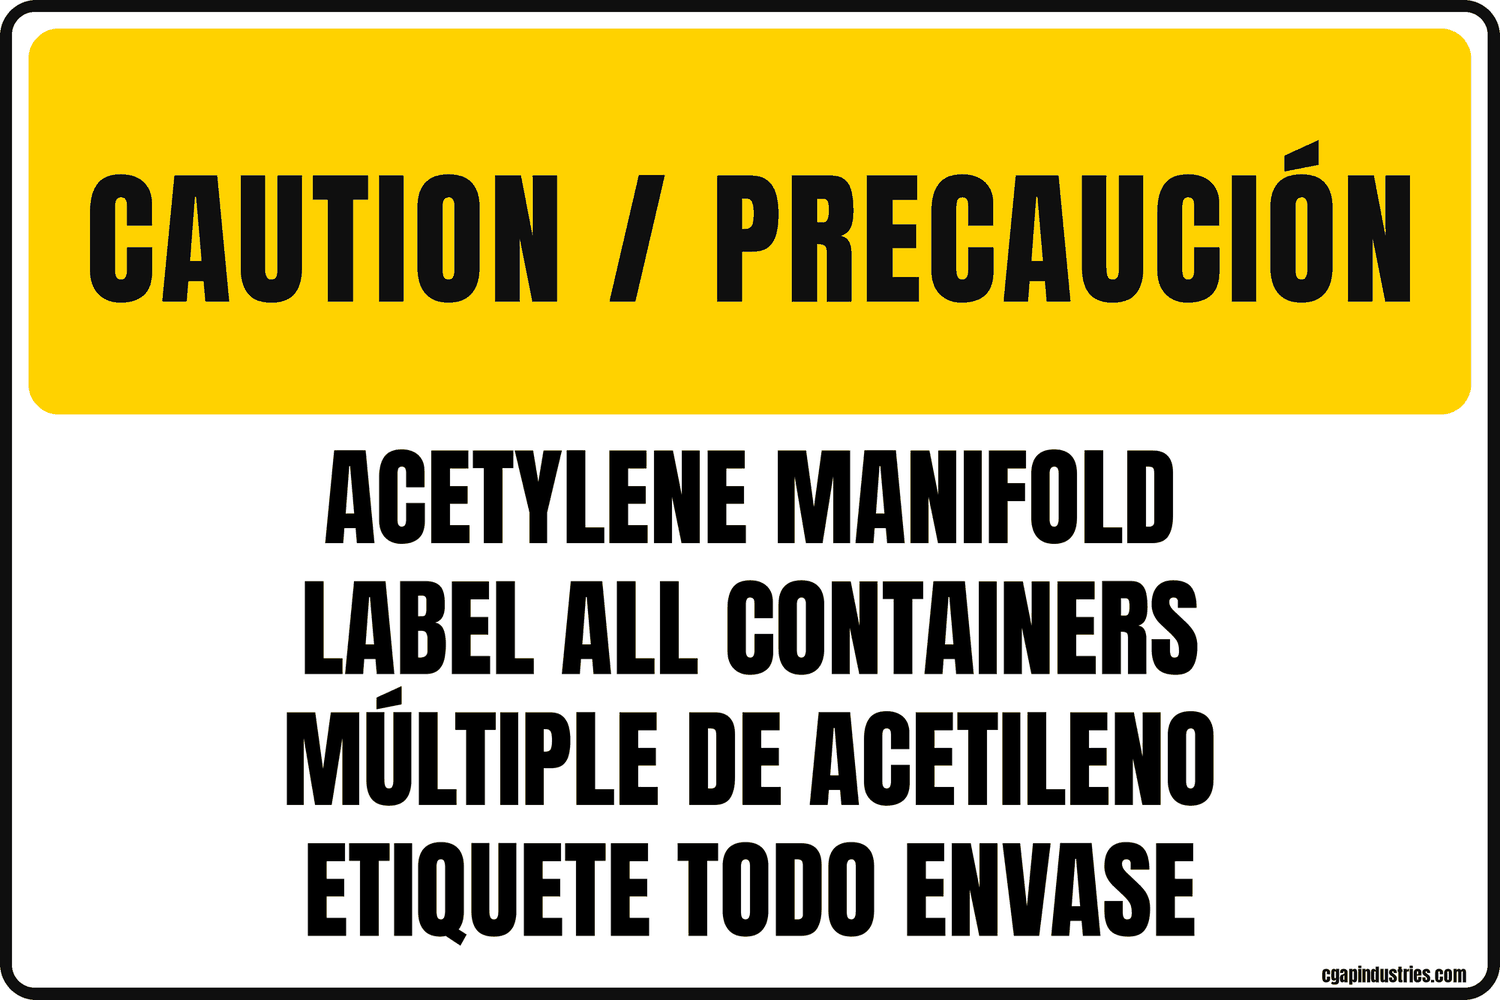 CAUTION / PRECAUCIÓN
ACETYLENE MANIFOLD
LABEL ALL CONTAINERS
MÚLTIPLE DE ACETILENO
ETIQUETE TODO ENVASE
cgapindustries.com